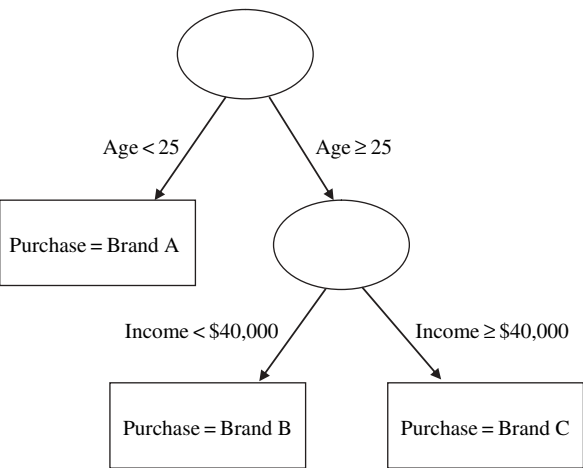 Age < 25
Age ≥ 25
Purchase = Brand A
Income < $40,000
Income ≥ $40,000
Purchase = Brand B
Purchase = Brand C